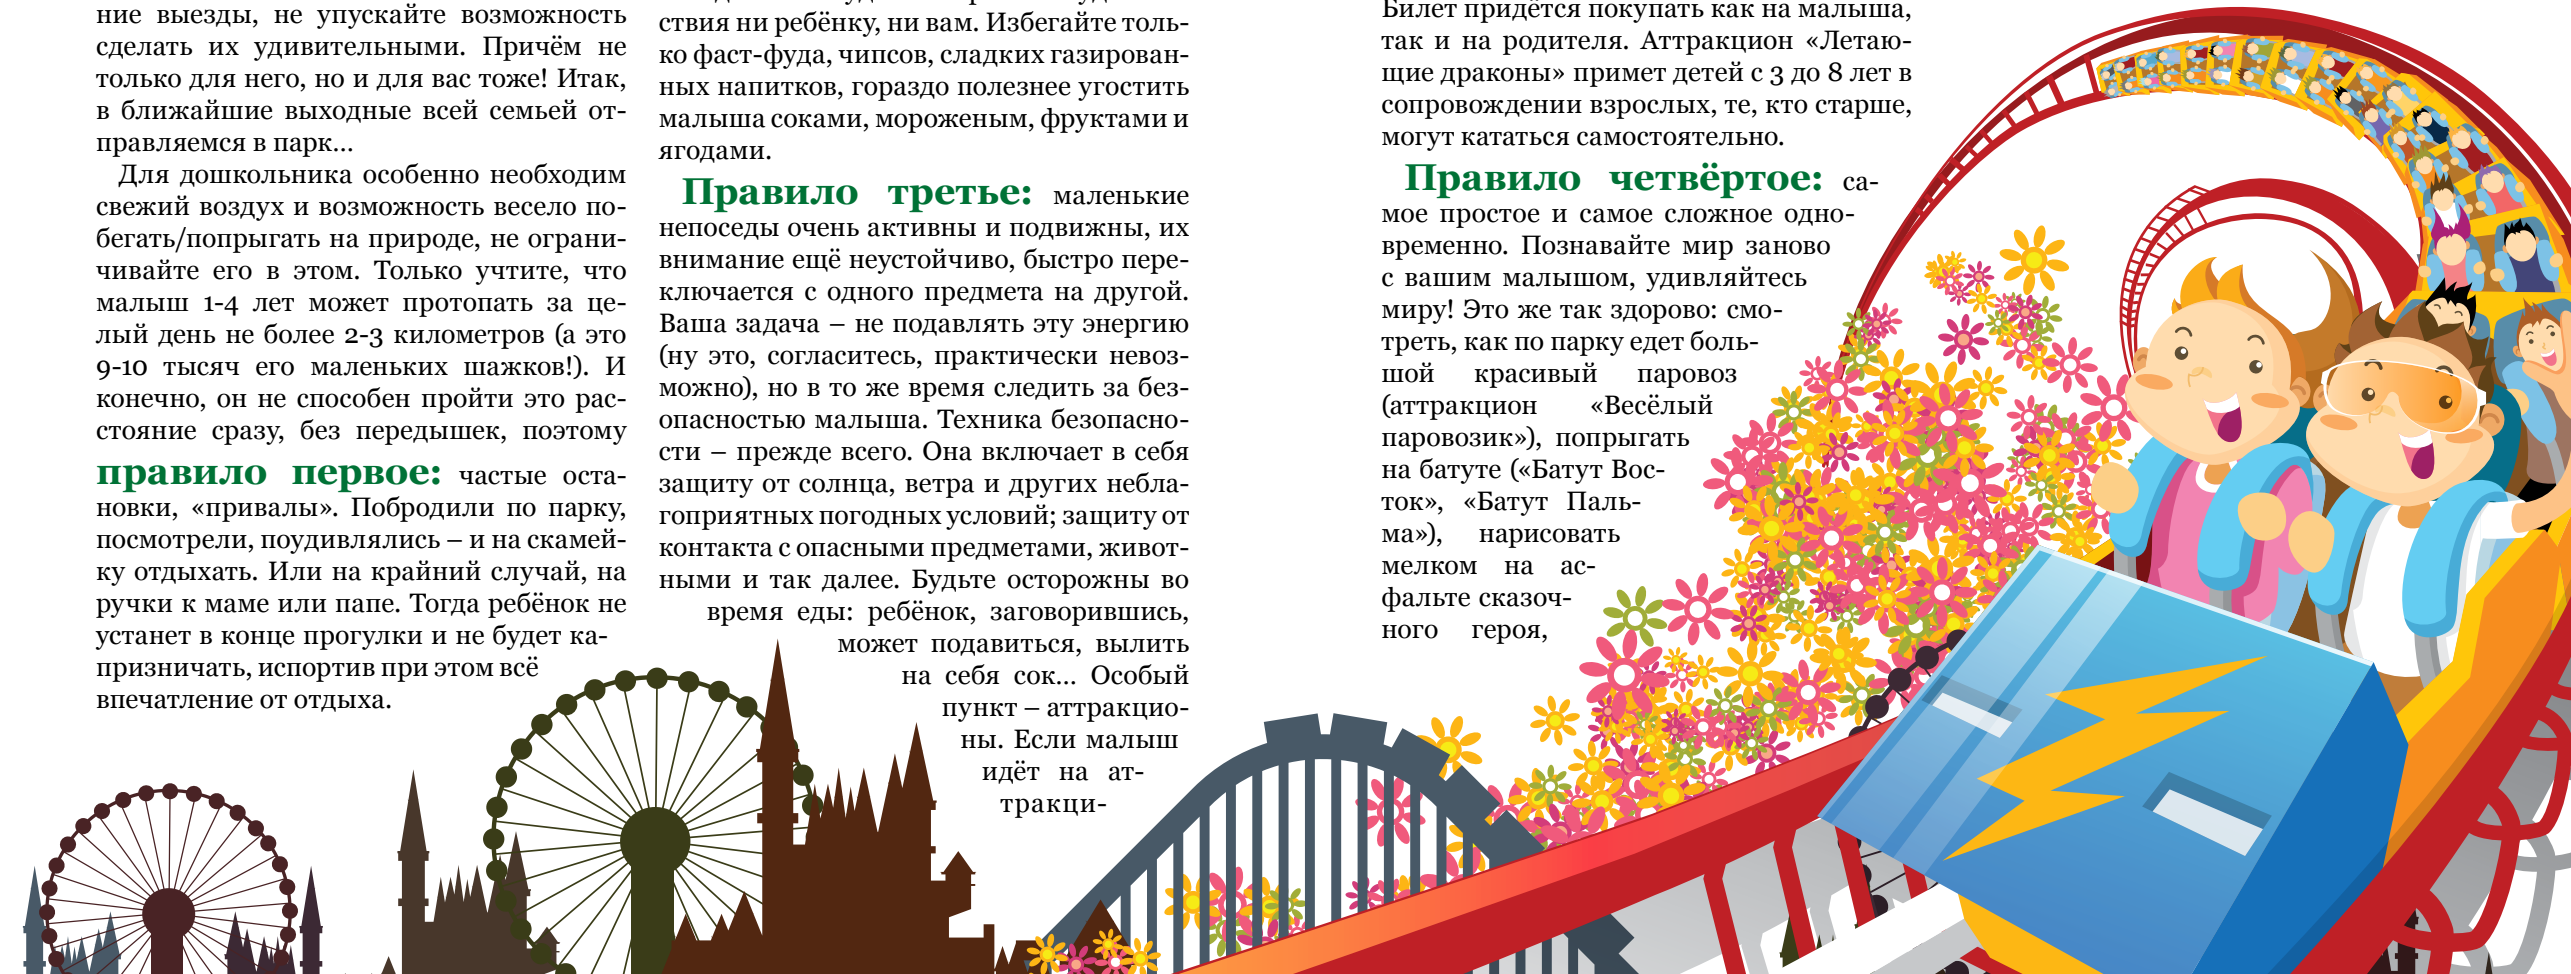 ние выезды, не упускайте возможность
сделать их удивительными. Причём не
только для него, но и для вас тоже! Итак,
в ближайшие выходные всей семьей от-
правляемся в парк...
Для дошкольника особенно необходим
свежий воздух и возможность весело по-
бегать/попрыгать на природе, не ограни-
чивайте его в этом. Только учтите, что
малыш 1-4 лет может протопать за це-
лый день не более 2-3 километров (а это
9-10 тысяч его маленьких шажков!). И
конечно, он не способен пройти это рас-
стояние сразу, без передышек, поэтому
правило первое: частые оста-
новки, «привалы». Побродили по парку,
посмотрели, поудивлялись – и на скамей-
ку отдыхать. Или на крайний случай, на
ручки к маме или папе. Тогда ребёнок не
устанет в конце прогулки и не будет ка-
призничать, испортив при этом всё
впечатление от отдыха.
ствия ни ребёнку, ни вам. Избегайте толь-
ко фаст-фуда, чипсов, сладких газирован-
ных напитков, гораздо полезнее угостить
малыша соками, мороженым, фруктами и
ягодами.
Правило третье: маленькие
непоседы очень активны и подвижны, их
внимание ещё неустойчиво, быстро пере-
ключается с одного предмета на другой.
Ваша задача – не подавлять эту энергию
(ну это, согласитесь, практически невоз-
можно), но в то же время следить за без-
опасностью малыша. Техника безопасно-
сти – прежде всего. Она включает в себя
защиту от солнца, ветра и других небла-
гоприятных погодных условий; защиту от
контакта с опасными предметами, живот-
ными и так далее. Будьте осторожны во
время еды: ребёнок, заговорившись,
может подавиться, вылить
на себя сок... Особый
пункт – аттракцио-
ны. Если малыш
идёт на ат-
тракци-
Билет придётся покупать как на малыша,
так и на родителя. Аттракцион «Летаю-
щие драконы» примет детей с 3 до 8 лет в
сопровождении взрослых, те, кто старше,
могут кататься самостоятельно.
Правило четвёртое: са-
мое простое и самое сложное одно-
временно. Познавайте мир заново
с вашим малышом, удивляйтесь
миру! Это же так здорово: смо-
треть, как по парку едет боль-
шой красивый паровоз
(аттракцион «Весёлый
паровозик»), попрыгать
на батуте («Батут Вос-
ток», «Батут Паль-
ма»), нарисовать
мелком на ас-
фальте сказоч-
ного героя,